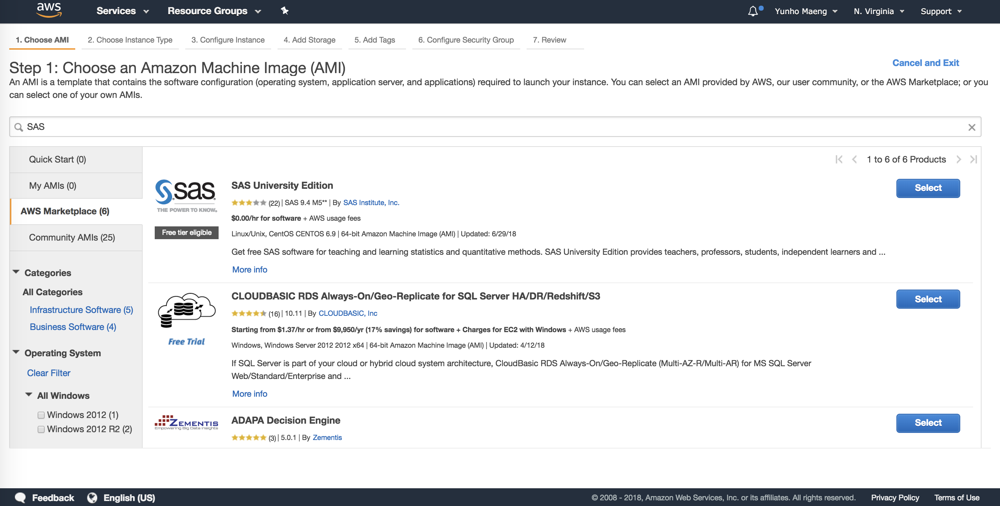 aws Services Resource Groups Yunho Maeng N. Virginia Support
1. Choose AMI 2. Choose Instance Type 3. Configure Instance 4. Add Storage 5. Add Tags 6. Configure Security Group 7. Review
Step 1: Choose an Amazon Machine Image (AMI)
Cancel and Exit
An AMI is a template that contains the software configuration (operating system, application server, and applications) required to launch your instance. You can select an AMI provided by AWS, our user community, or the AWS Marketplace; or you
can select one of your own AMIs.
SAS
Quick Start (0)
My AMIs (0)
AWS Marketplace (6)
Community AMIs (25)
Categories
All Categories
Infrastructure Software (5)
Business Software (4)
Operating System
Clear Filter
All Windows
Windows 2012 (1)
Windows 2012 R2 (2)
1 to 6 of 6 Products
sas
THE POWER TO KNOW®
Free tier eligible
SAS University Edition
Select
(22) | SAS 9.4 M5** | By SAS Institute, Inc.
$0.00/hr for software + AWS usage fees
Linux/Unix, CentOS CENTOS 6.9 | 64-bit Amazon Machine Image (AMI) | Updated: 6/29/18
Get free SAS software for teaching and learning statistics and quantitative methods. SAS University Edition provides teachers, professors, students, independent learners and ...
More info
Free Trial
CLOUDBASIC RDS Always-On/Geo-Replicate for SQL Server HA/DR/Redshift/S3
Select
(16) | 10.11 | By CLOUDBASIC, Inc
Starting from $1.37/hr or from $9,950/yr (17% savings) for software + Charges for EC2 with Windows + AWS usage fees
Windows, Windows Server 2012 2012 x64 | 64-bit Amazon Machine Image (AMI) | Updated: 4/12/18
If SQL Server is part of your cloud or hybrid cloud system architecture, CloudBasic RDS Always-On/Geo-Replicate (Multi-AZ-R/Multi-AR) for MS SQL Server
Web/Standard/Enterprise and ...
More info
ZEMENTIS
Empowering Big Data Insights
ADAPA Decision Engine
Select
(3) | 5.0.1 | By Zementis
Feedback English (US) © 2008 - 2018, Amazon Web Services, Inc. or its affiliates. All rights reserved. Privacy Policy Terms of Use